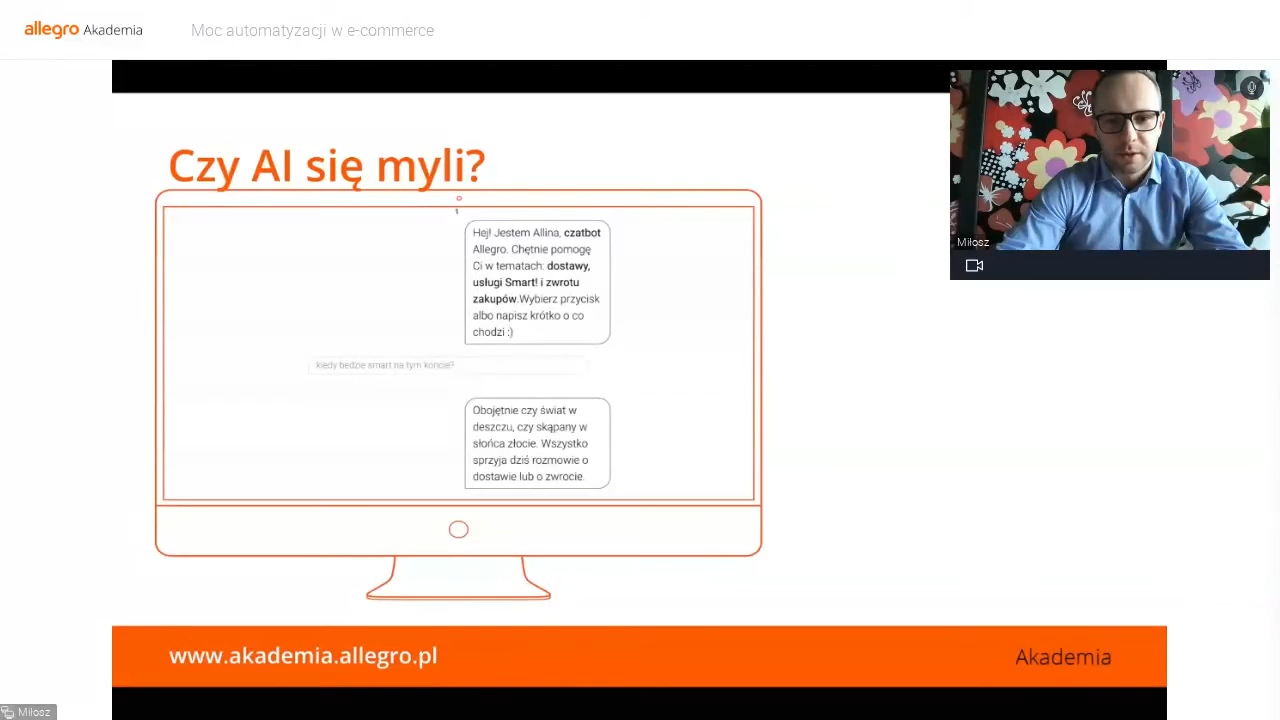 allegro Akademia
Moc automatyzacji w e-commerce
Miłosz
Czy AI się myli?
1
Hej! Jestem Allina, czatbot
Allegro. Chętnie pomogę
Ci w tematach: dostawy,
usługi Smart! i zwrotu
zakupów.Wybierz przycisk
albo napisz krótko o co
chodzi :)
kiedy bedzie smart na tym koncie?
Obojętnie czy świat w
deszczu, czy skąpany w
słońca złocie. Wszystko
sprzyja dziś rozmowie o
dostawie lub o zwrocie.
www.akademia.allegro.pl
Akademia
Miłosz